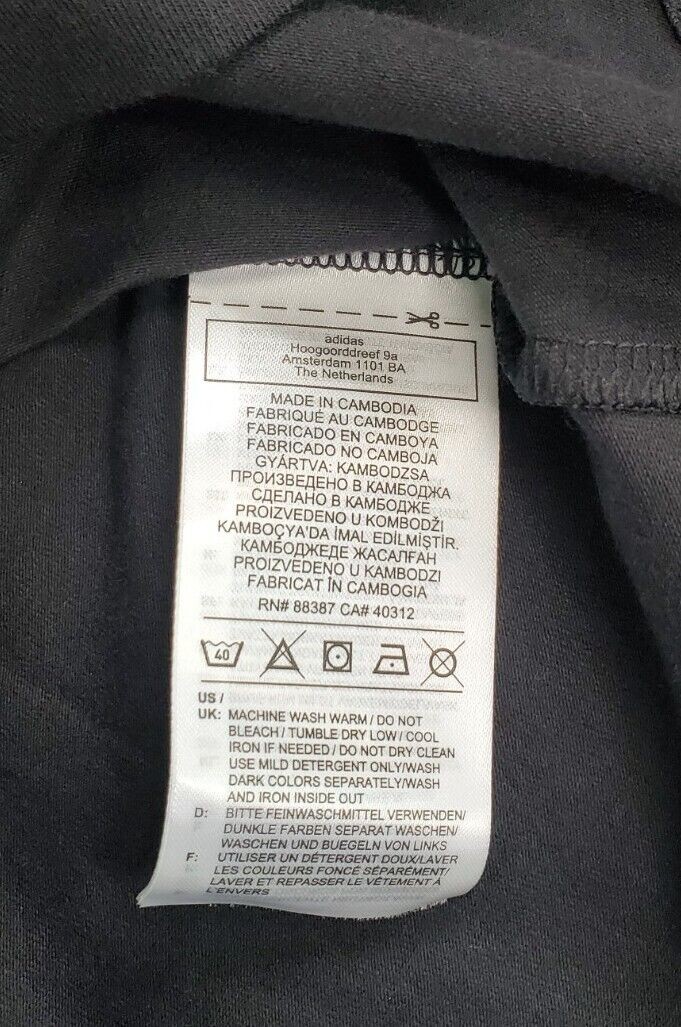 adidas
Hoogoorddreef 9a
Amsterdam 1101 BA
The Netherlands
MADE IN CAMBODIA
FABRIQUÉ AU CAMBODGE
FABRICADO EN CAMBOYA
FABRICADO NO CAMBOJA
GYÁRTVA: KAMBODZSA
ПРОИЗВЕДЕНО В КАМБОДЖА
СДЕЛАНО В КАМБОДЖЕ
PROIZVEDENO U KOMBODŽI
KAMBOÇYA'DA İMAL EDİLMİŞTİR.
КАМБОДЖЕДЕ ЖАСАЛҒАН
PROIZVEDENO U KAMBODZI
FABRICAT ÎN CAMBOGIA
RN# 88387 CA# 40312
40
US /
UK: MACHINE WASH WARM / DO NOT
BLEACH / TUMBLE DRY LOW / COOL
IRON IF NEEDED / DO NOT DRY CLEAN
USE MILD DETERGENT ONLY/WASH
DARK COLORS SEPARATELY/WASH
AND IRON INSIDE OUT
D: BITTE FEINWASCHMITTEL VERWENDEN/
DUNKLE FARBEN SEPARAT WASCHEN/
WASCHEN UND BUEGELN VON LINKS
F: UTILISER UN DÉTERGENT DOUX/LAVER
LES COULEURS FONCÉ SÉPARÉMENT/
LAVER ET REPASSER LE VÊTEMENT À
L'ENVERS